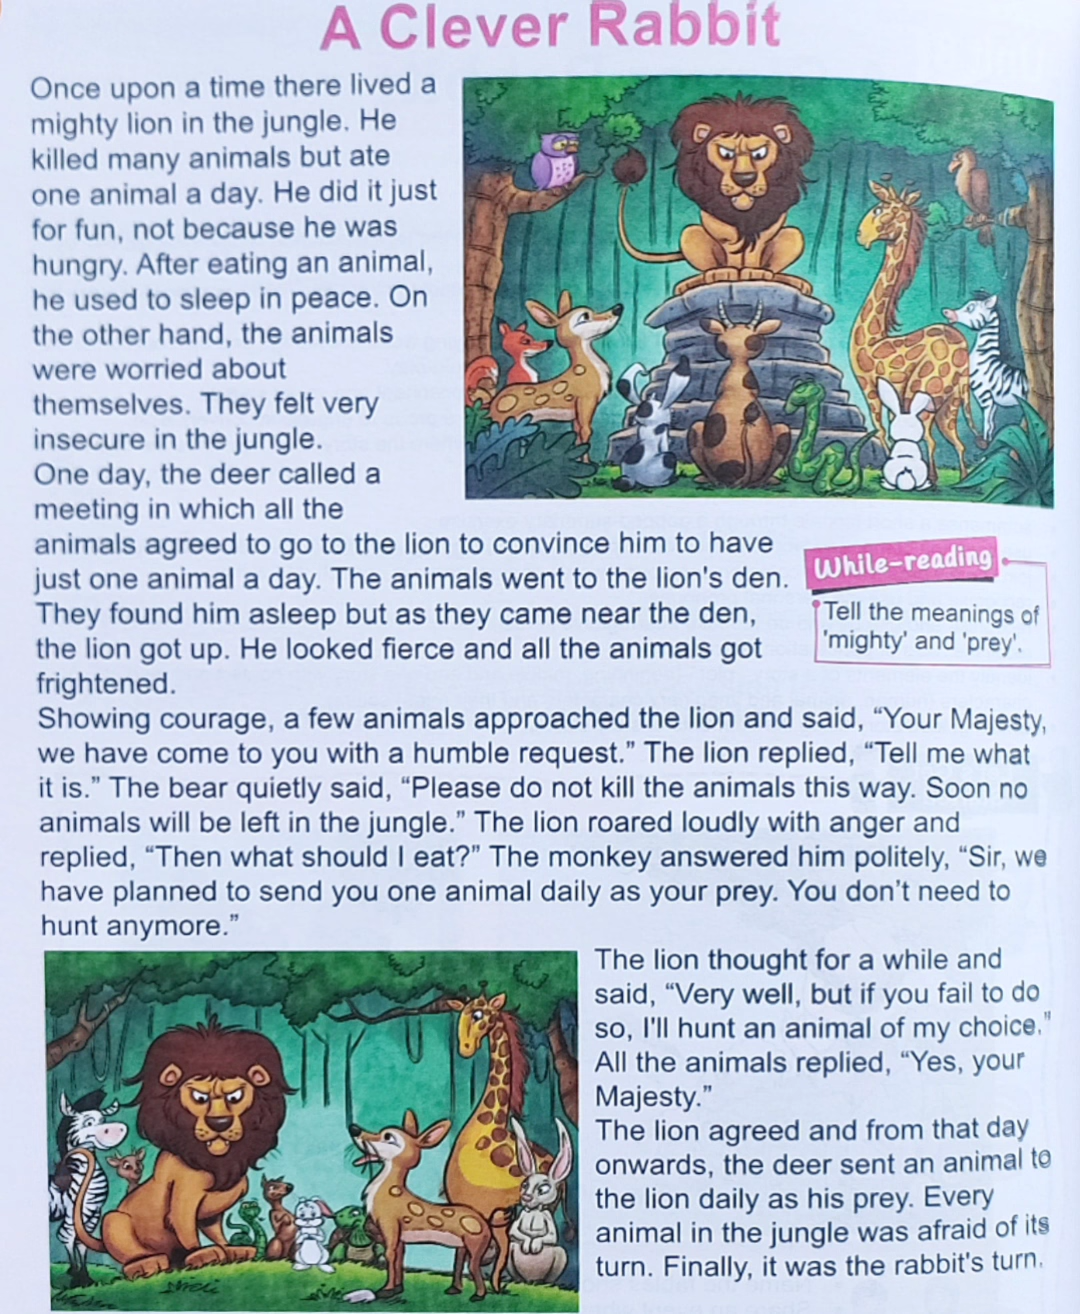 A Clever Rabbit
Once upon a time there lived a
mighty lion in the jungle. He
killed many animals but ate
one animal a day. He did it just
for fun, not because he was
hungry. After eating an animal,
he used to sleep in peace. On
the other hand, the animals
were worried about
themselves. They felt very
insecure in the jungle.
One day, the deer called a
meeting in which all the
animals agreed to go to the lion to convince him to have
just one animal a day. The animals went to the lion's den.
They found him asleep but as they came near the den,
the lion got up. He looked fierce and all the animals got
frightened.
While-reading
Tell the meanings of
'mighty' and 'prey'.
Showing courage, a few animals approached the lion and said, “Your Majesty,
we have come to you with a humble request.” The lion replied, “Tell me what
it is.” The bear quietly said, “Please do not kill the animals this way. Soon no
animals will be left in the jungle.” The lion roared loudly with anger and
replied, “Then what should I eat?” The monkey answered him politely, “Sir, we
have planned to send you one animal daily as your prey. You don’t need to
hunt anymore.”
The lion thought for a while and
said, “Very well, but if you fail to do
so, I'll hunt an animal of my choice."
All the animals replied, “Yes, your
Majesty.”
The lion agreed and from that day
onwards, the deer sent an animal to
the lion daily as his prey. Every
animal in the jungle was afraid of its
turn. Finally, it was the rabbit's turn.